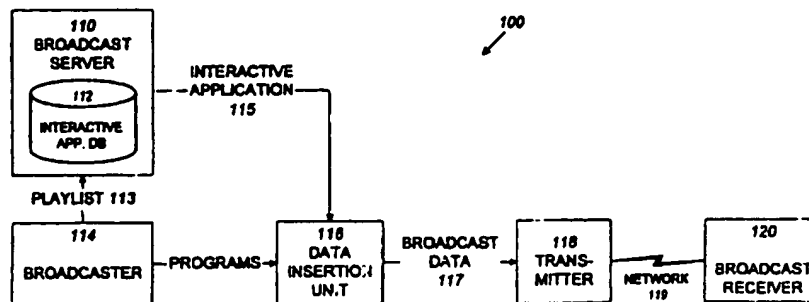 100
110
BROADCAST
SERVER
112
INTERACTIVE
APP. DB
INTERACTIVE
APPLICATION
115
PLAYLIST 113
114
BROADCASTER
PROGRAMS
116
DATA
INSERTION
UNIT
BROADCAST
DATA
117
118
TRANS-
MITTER
NETWORK
119
120
BROADCAST
RECEIVER